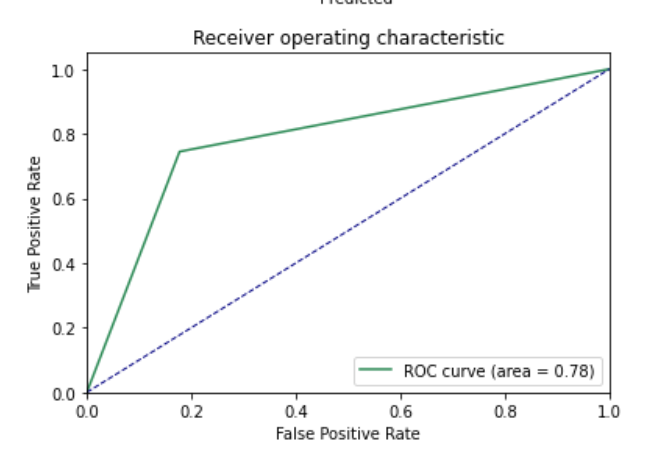 Predicted
Receiver operating characteristic
1.0
0.8
0.6
0.4
0.2
0.0
True Positive Rate
ROC curve (area = 0.78)
0.0 0.2 0.4 0.6 0.8 1.0
False Positive Rate